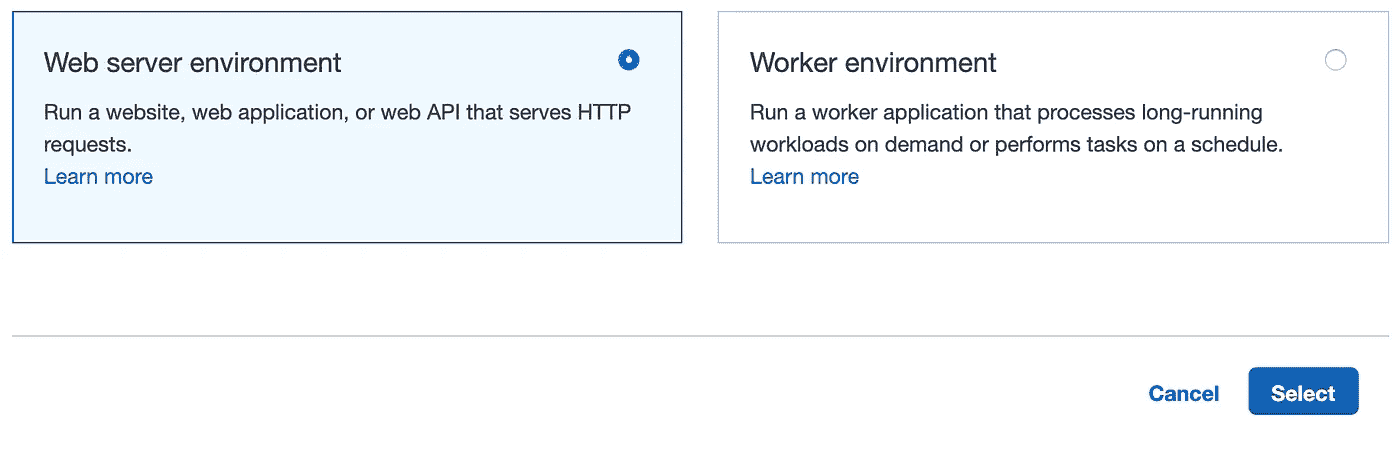 Web server environment
Run a website, web application, or web API that serves HTTP
requests.
Learn more
Worker environment
Run a worker application that processes long-running
workloads on demand or performs tasks on a schedule.
Learn more
Cancel
Select